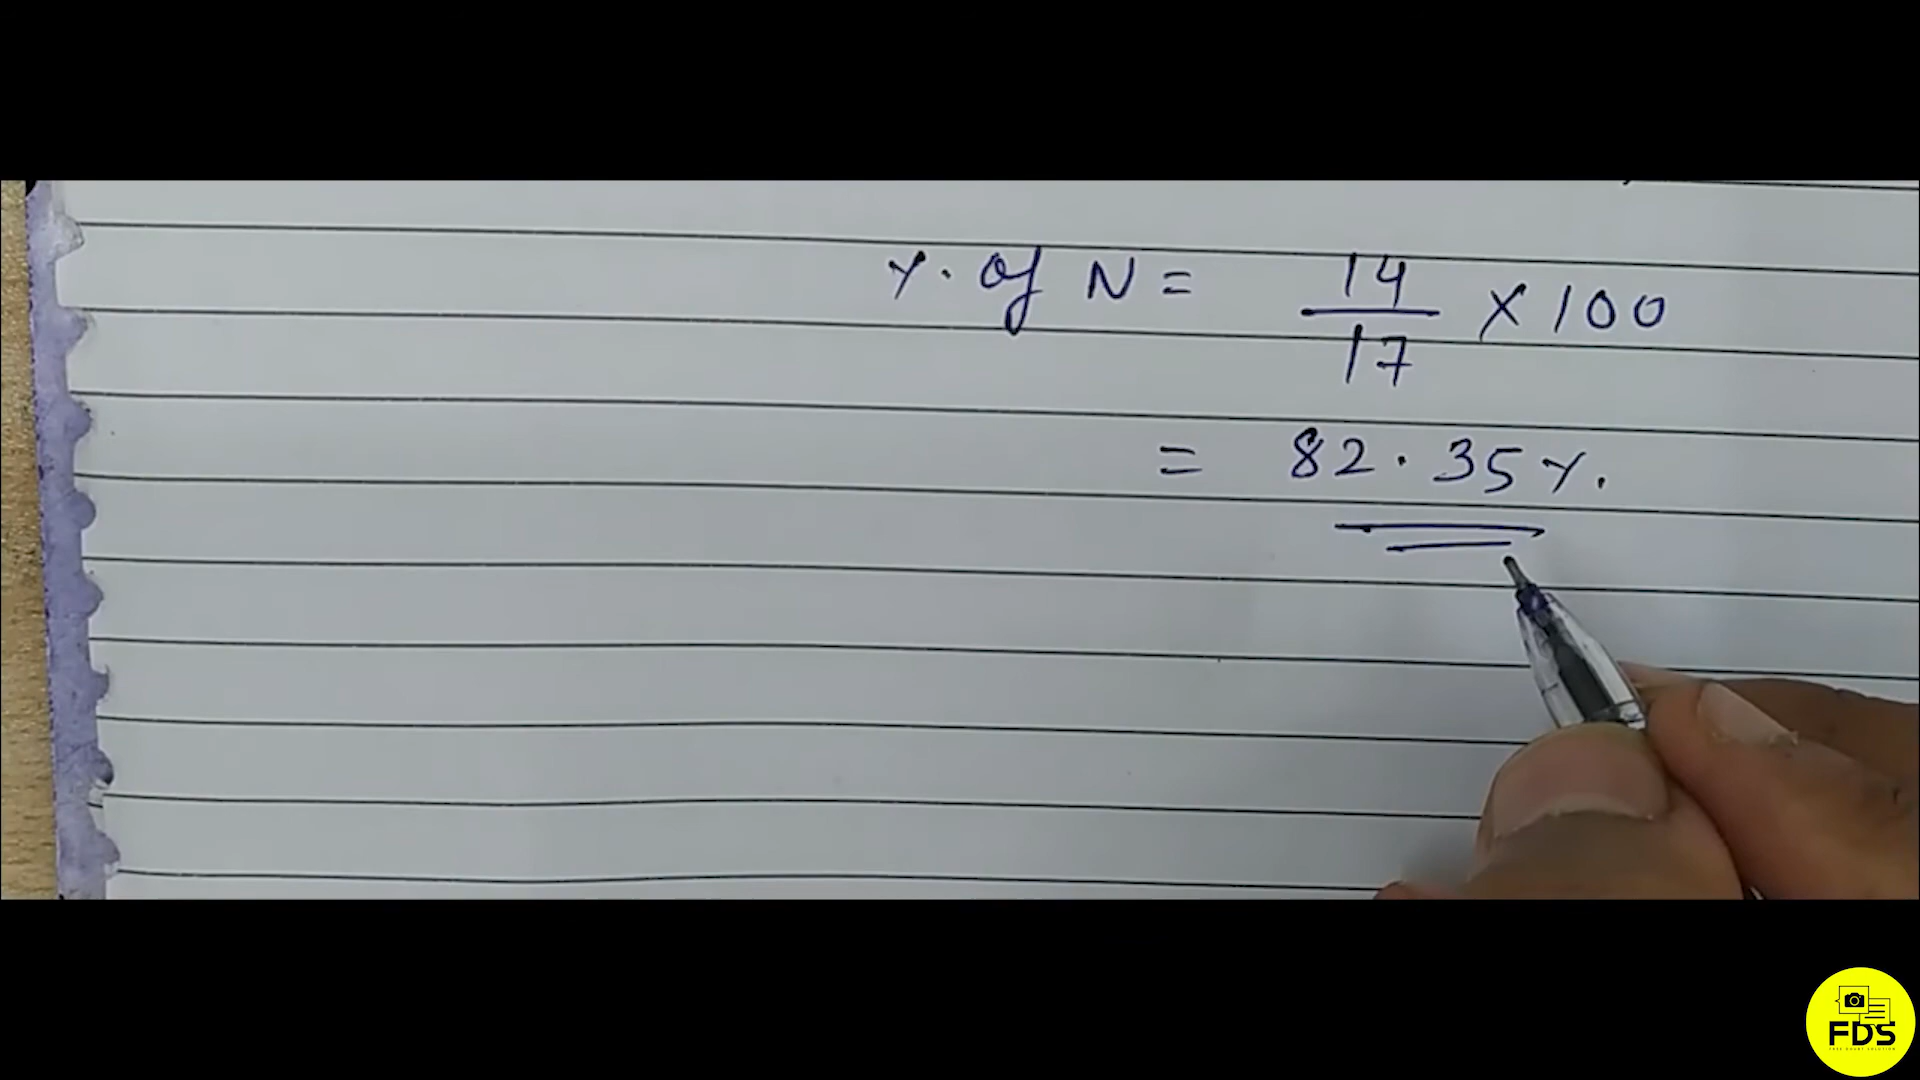 % of N = 14/17 × 100
= 82.35%
FDS